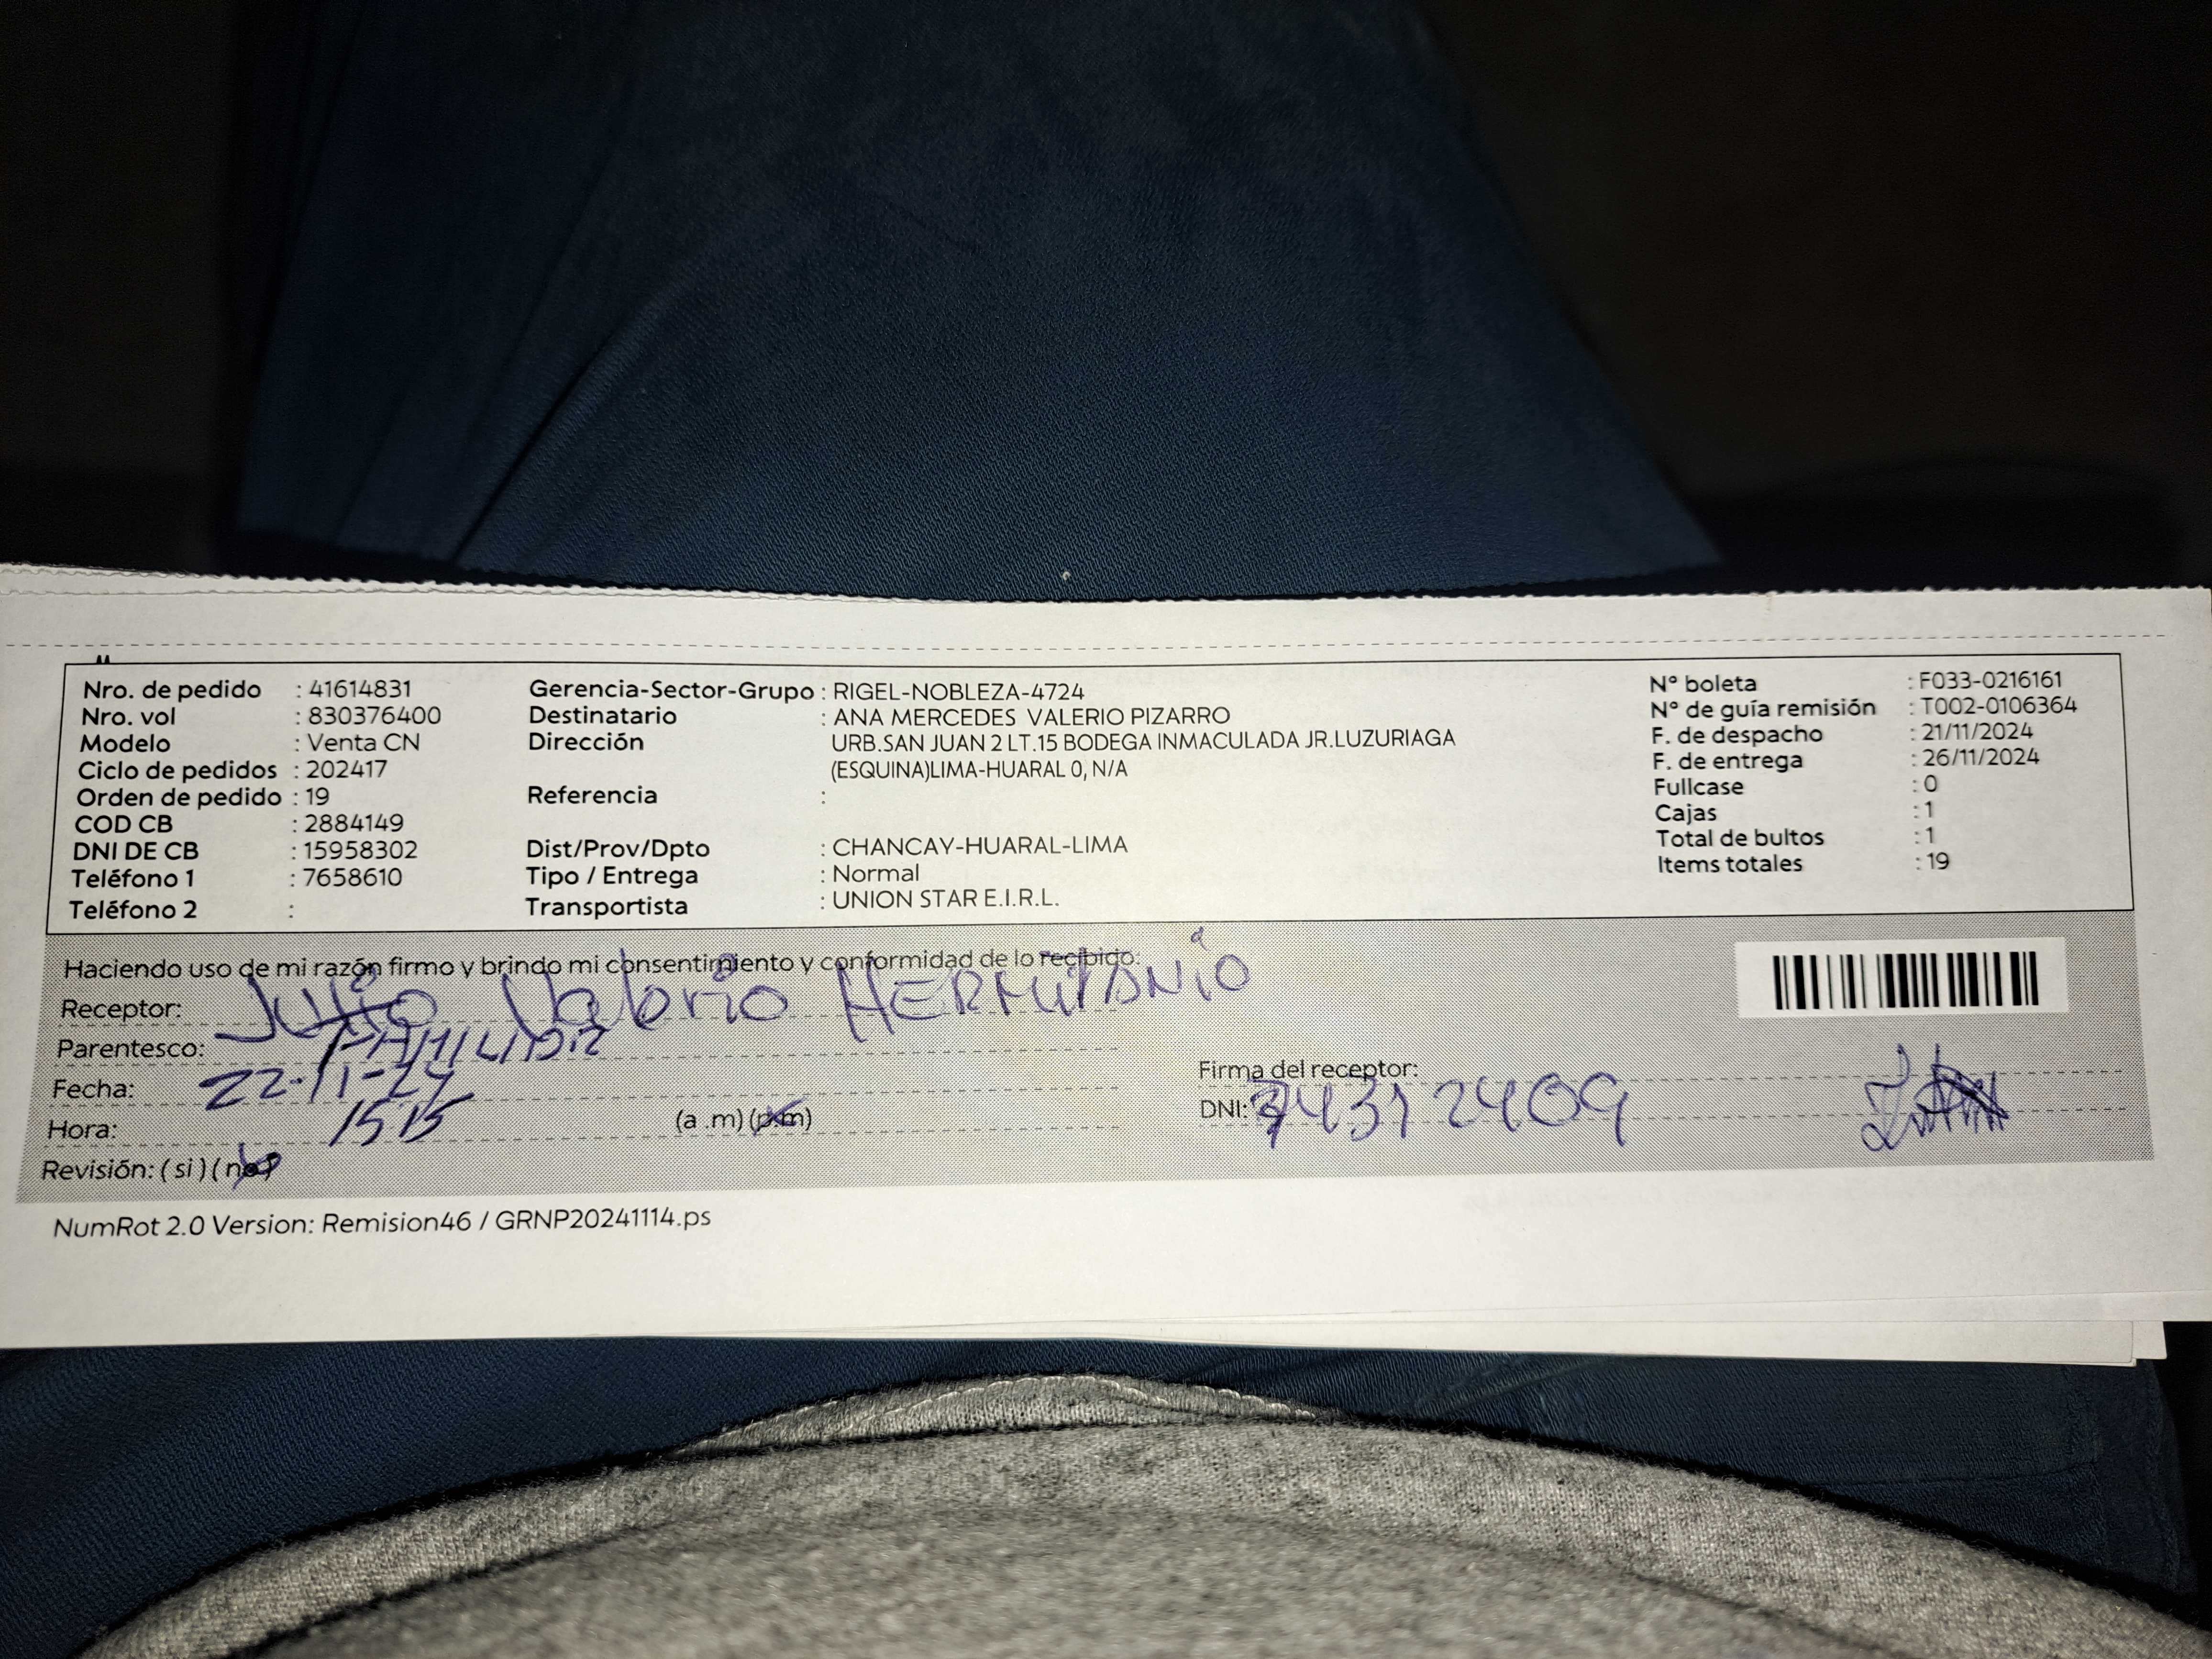 Nro. de pedido : 41614831
Nro. vol : 830376400
Modelo : Venta CN
Ciclo de pedidos : 202417
Orden de pedido : 19
COD CB : 2884149
DNI DE CB : 15958302
Teléfono 1 : 7658610
Teléfono 2 :
Gerencia-Sector-Grupo : RIGEL-NOBLEZA-4724
Destinatario : ANA MERCEDES VALERIO PIZARRO
Dirección URB.SAN JUAN 2 LT.15 BODEGA INMACULADA JR.LUZURIAGA
(ESQUINA)LIMA-HUARAL 0, N/A
Referencia :
Dist/Prov/Dpto : CHANCAY-HUARAL-LIMA
Tipo / Entrega : Normal
Transportista : UNION STAR E.I.R.L.
N° boleta : F033-0216161
N° de guía remisión : T002-0106364
F. de despacho : 21/11/2024
F. de entrega : 26/11/2024
Fullcase : 0
Cajas : 1
Total de bultos : 1
Items totales : 19
Haciendo uso de mi razón firmo y brindo mi consentimiento y conformidad de lo recibido:
Receptor: Julio Valerio
Parentesco: FAMILIAR
Fecha: 22-11-24
Hora: 1515 (a .m) (p.m)
Revisión: ( si ) ( no )
Firma del receptor:
DNI: 74312409
NumRot 2.0 Version: Remision46 / GRNP20241114.ps